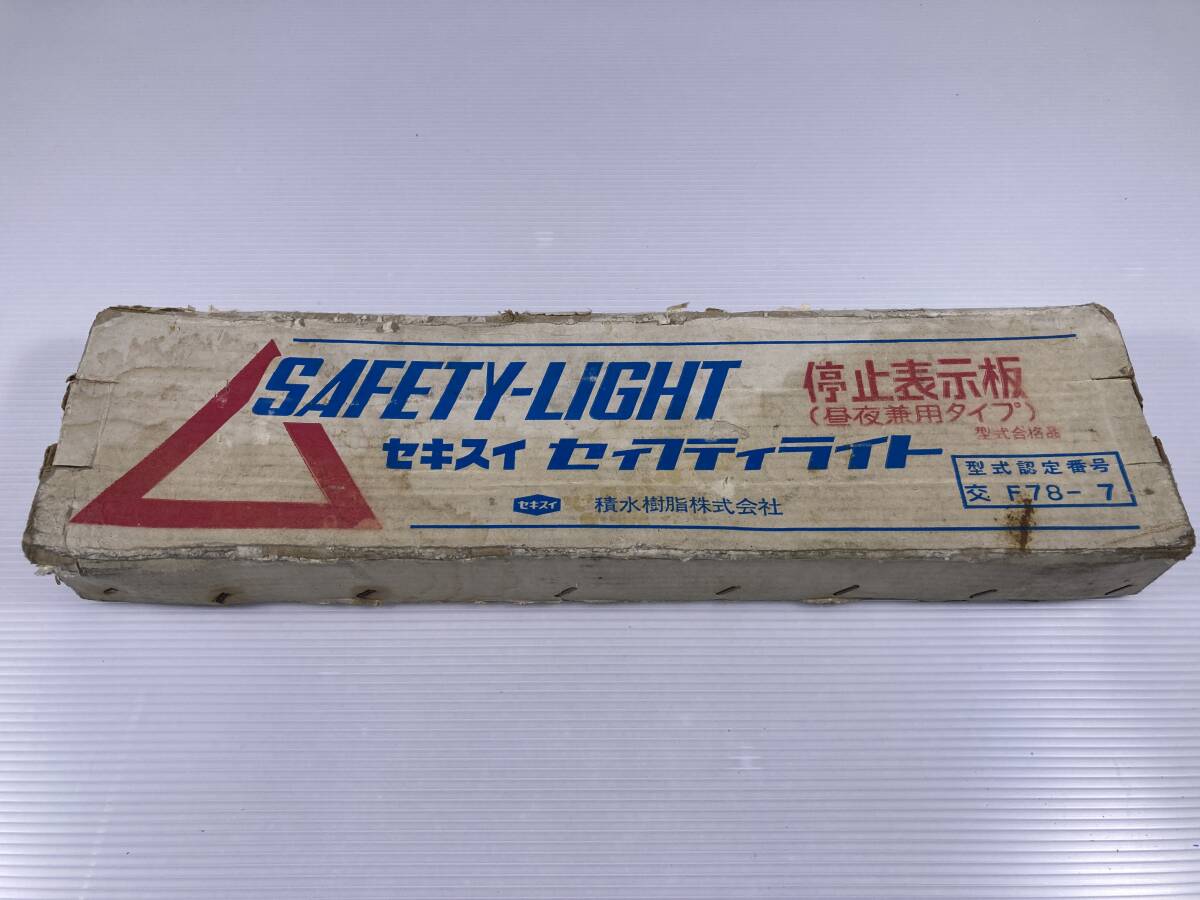 SAFETY-LIGHT
停止表示板
(昼夜兼用タイプ)
型式合格品
セキスイ セイフティライト
型式認定番号
交 F78-7
セキスイ 積水樹脂株式会社